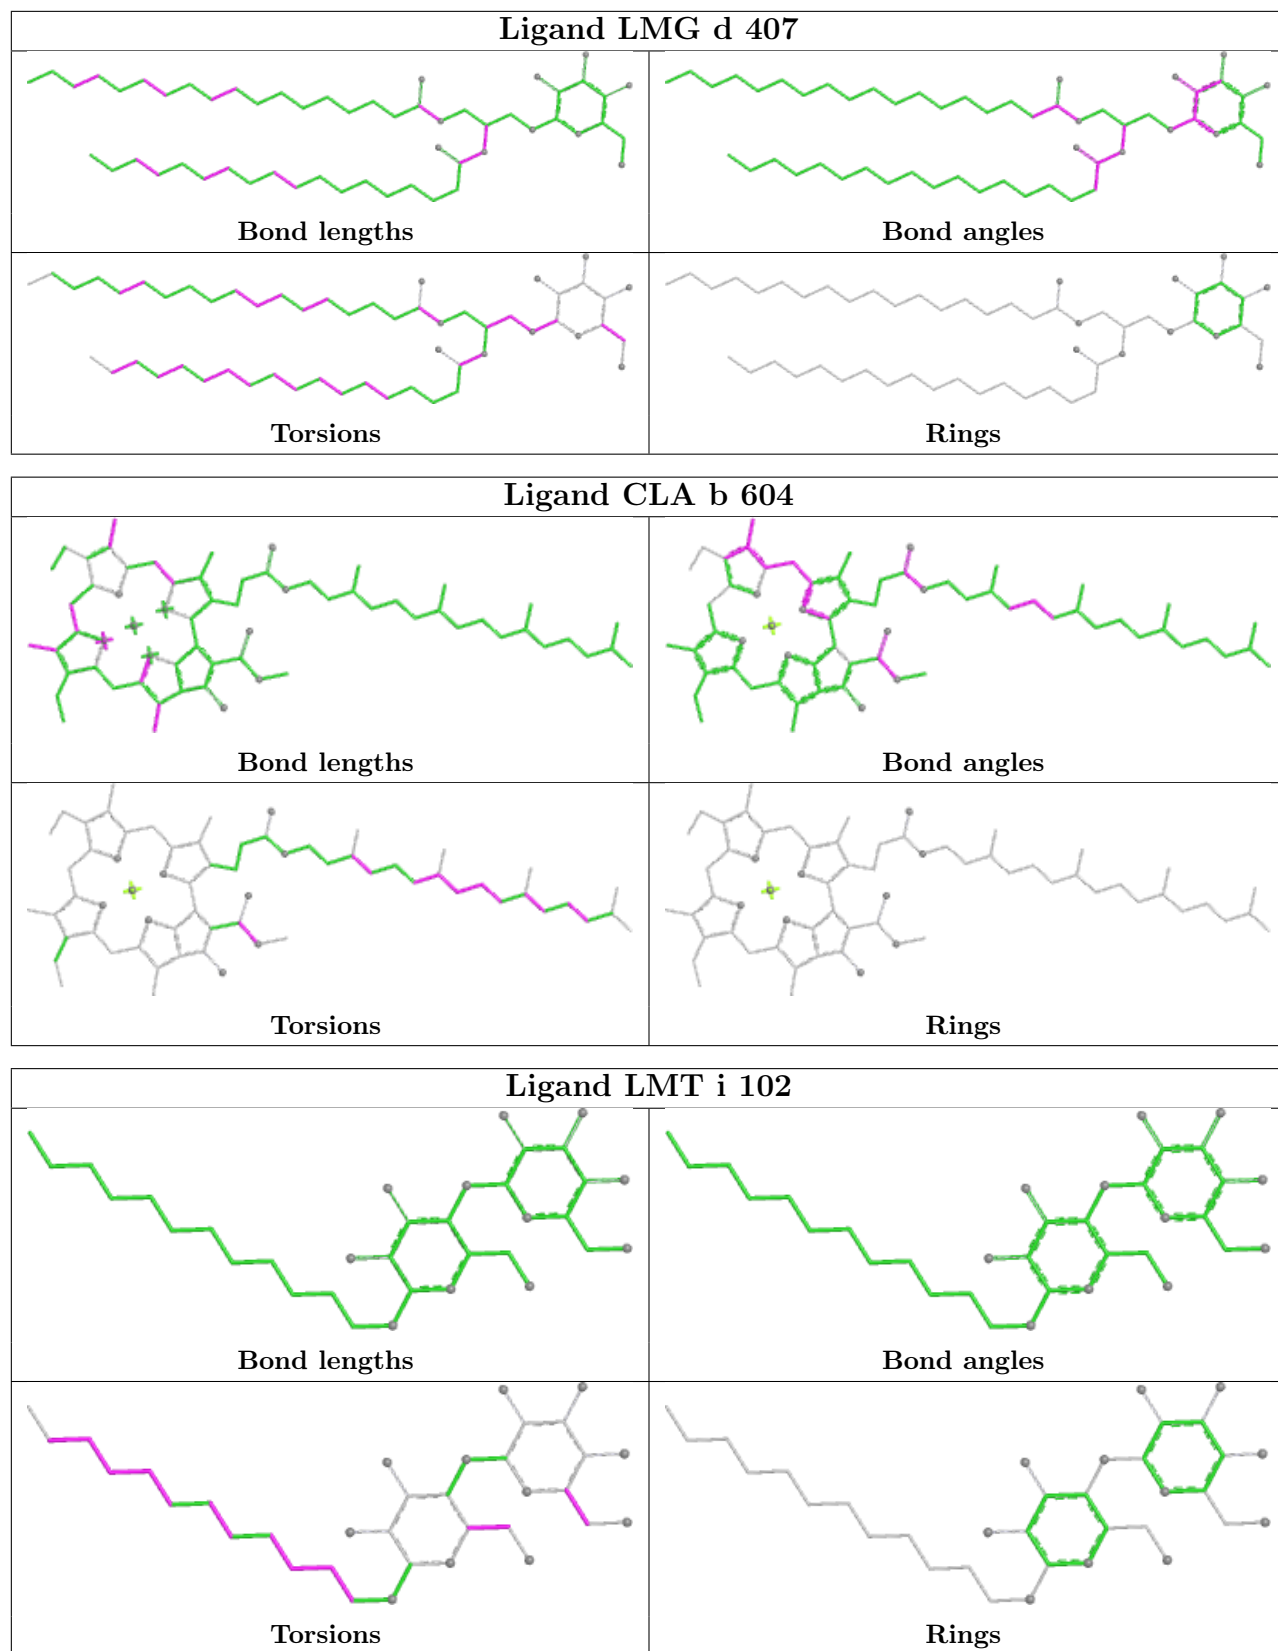 Ligand LMG d 407
Bond lengths
Bond angles
Torsions
Rings
Ligand CLA b 604
Bond lengths
Bond angles
Torsions
Rings
Ligand LMT i 102
Bond lengths
Bond angles
Torsions
Rings